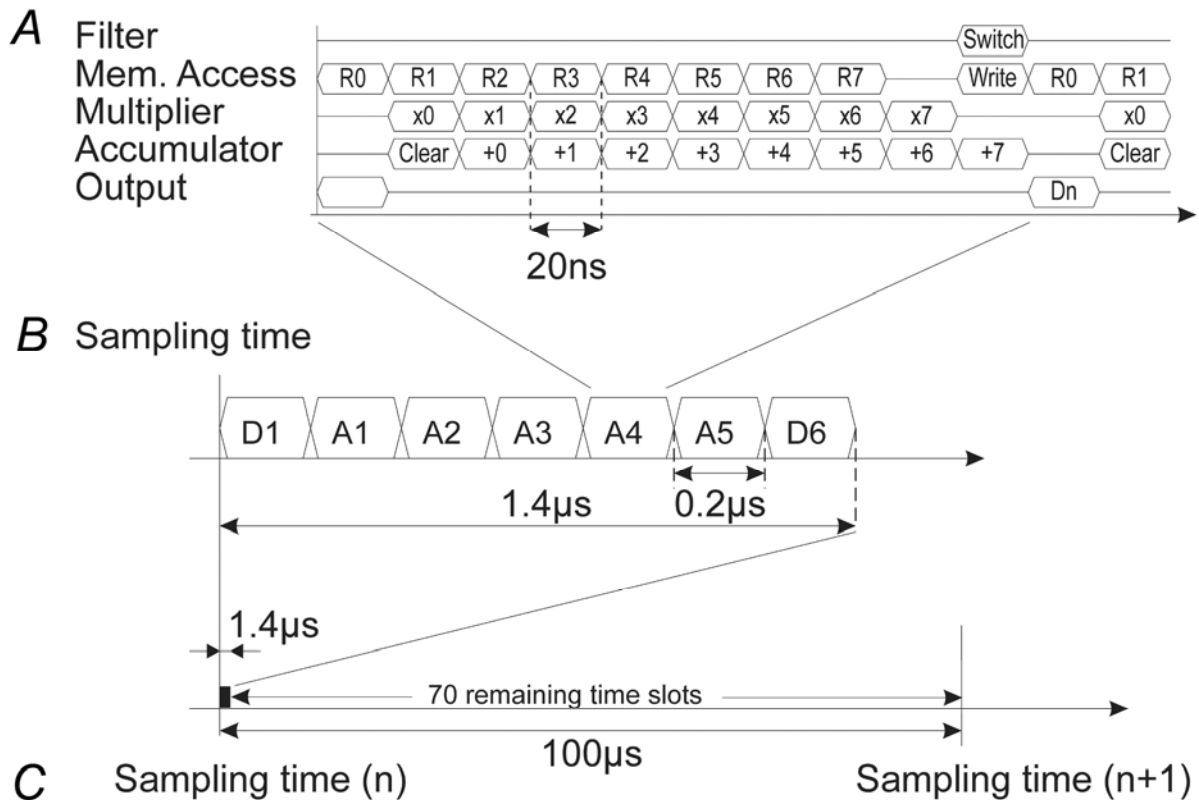 A Filter Switch
Mem. Access R0 R1 R2 R3 R4 R5 R6 R7 Write R0 R1
Multiplier x0 x1 x2 x3 x4 x5 x6 x7 x0
Accumulator Clear +0 +1 +2 +3 +4 +5 +6 +7 Clear
Output Dn
20ns
B Sampling time
D1 A1 A2 A3 A4 A5 D6
1.4µs 0.2µs
1.4µs
70 remaining time slots
100µs
C Sampling time (n) Sampling time (n+1)